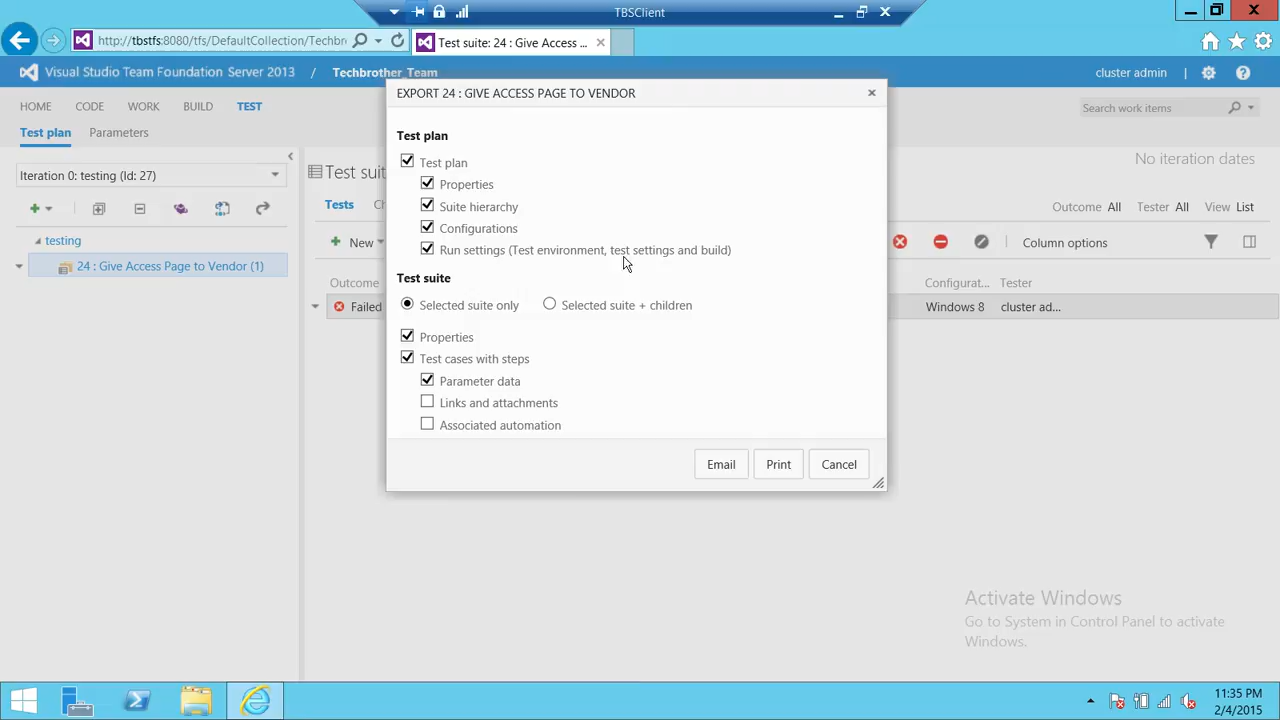 TBSClient
http://tbstfs:8080/tfs/DefaultCollection/Techbr
Test suite: 24 : Give Access ...
Visual Studio Team Foundation Server 2013 / Techbrother_Team
cluster admin
HOME CODE WORK BUILD TEST
Search work items
Test plan Parameters
EXPORT 24 : GIVE ACCESS PAGE TO VENDOR
No iteration dates
Iteration 0: testing (Id: 27)
Test suit
Tests
Outcome All Tester All View List
New
Column options
testing
24 : Give Access Page to Vendor (1)
Outcome
Configurat... Tester
Failed
Windows 8 cluster ad...
Test plan
Test plan
Properties
Suite hierarchy
Configurations
Run settings (Test environment, test settings and build)
Test suite
Selected suite only Selected suite + children
Properties
Test cases with steps
Parameter data
Links and attachments
Associated automation
Email Print Cancel
Activate Windows
Go to System in Control Panel to activate
Windows.
11:35 PM
2/4/2015